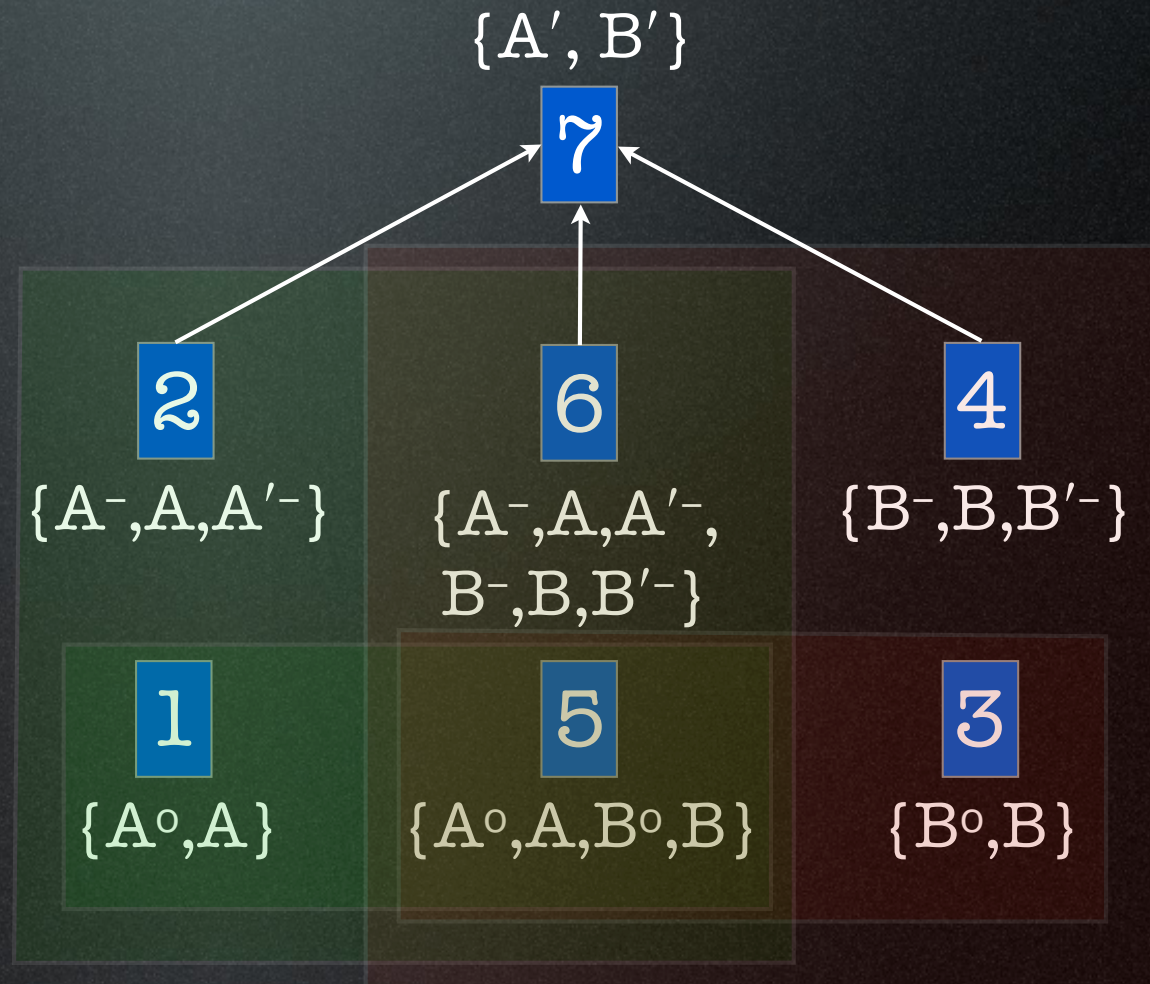 {A′, B′}
7
2
6
4
{A⁻,A,A′⁻}
{A⁻,A,A′⁻,
B⁻,B,B′⁻}
{B⁻,B,B′⁻}
1
5
3
{Aᵒ,A}
{Aᵒ,A,Bᵒ,B}
{Bᵒ,B}